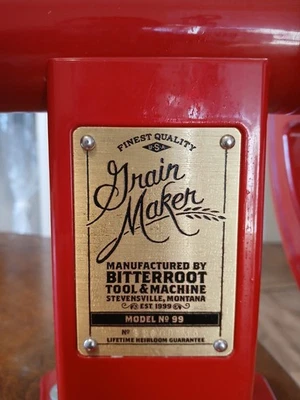 FINEST QUALITY
USA
Grain
Maker
MANUFACTURED BY
BITTERROOT
TOOL & MACHINE
STEVENSVILLE, MONTANA
EST 1999
MODEL Nº 99
Nº
LIFETIME HEIRLOOM GUARANTEE